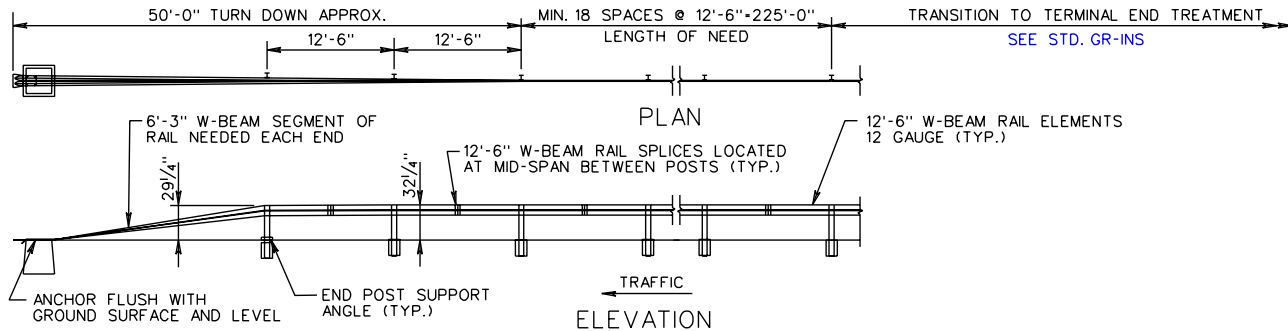 50'-0" TURN DOWN APPROX.
MIN. 18 SPACES @ 12'-6"=225'-0"
LENGTH OF NEED
TRANSITION TO TERMINAL END TREATMENT
SEE STD. GR-INS
12'-6"
12'-6"
PLAN
6'-3" W-BEAM SEGMENT OF
RAIL NEEDED EACH END
12'-6" W-BEAM RAIL ELEMENTS
12 GAUGE (TYP.)
12'-6" W-BEAM RAIL SPLICES LOCATED
AT MID-SPAN BETWEEN POSTS (TYP.)
29 1/4"
32 1/4"
ANCHOR FLUSH WITH
GROUND SURFACE AND LEVEL
END POST SUPPORT
ANGLE (TYP.)
TRAFFIC
ELEVATION